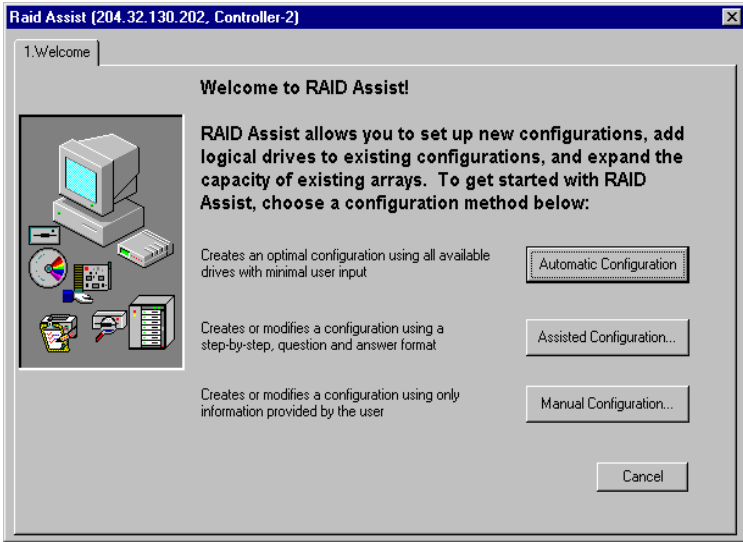 Raid Assist (204.32.130.202, Controller-2)
1.Welcome
Welcome to RAID Assist!
RAID Assist allows you to set up new configurations, add
logical drives to existing configurations, and expand the
capacity of existing arrays.  To get started with RAID
Assist, choose a configuration method below:
Creates an optimal configuration using all available
drives with minimal user input
Automatic Configuration
Creates or modifies a configuration using a
step-by-step, question and answer format
Assisted Configuration...
Creates or modifies a configuration using only
information provided by the user
Manual Configuration...
Cancel